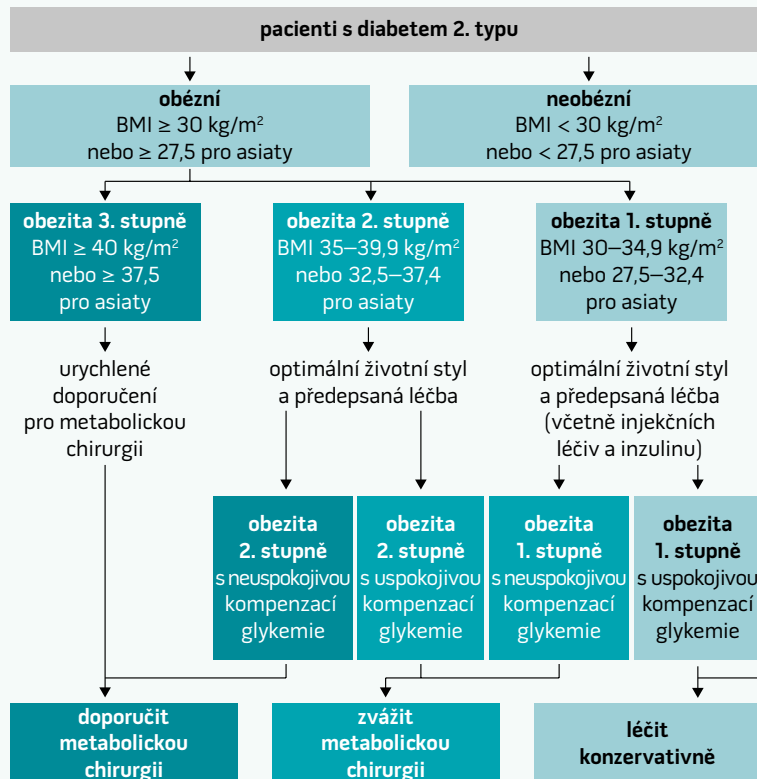 pacienti s diabetem 2. typu
obézní
BMI ≥ 30 kg/m²
nebo ≥ 27,5 pro asiaty
neobézní
BMI < 30 kg/m²
nebo < 27,5 pro asiaty
obezita 3. stupně
BMI ≥ 40 kg/m²
nebo ≥ 37,5
pro asiaty
obezita 2. stupně
BMI 35–39,9 kg/m²
nebo 32,5–37,4
pro asiaty
obezita 1. stupně
BMI 30–34,9 kg/m²
nebo 27,5–32,4
pro asiaty
urychlené
doporučení
pro metabolickou
chirurgii
optimální životní styl
a předepsaná léčba
optimální životní styl
a předepsaná léčba
(včetně injekčních
léčiv a inzulinu)
obezita
2. stupně
s neuspokojivou
kompenzací
glykemie
obezita
2. stupně
s uspokojivou
kompenzací
glykemie
obezita
1. stupně
s neuspokojivou
kompenzací
glykemie
obezita
1. stupně
s uspokojivou
kompenzací
glykemie
doporučit
metabolickou
chirurgii
zvážit
metabolickou
chirurgii
léčit
konzervativně